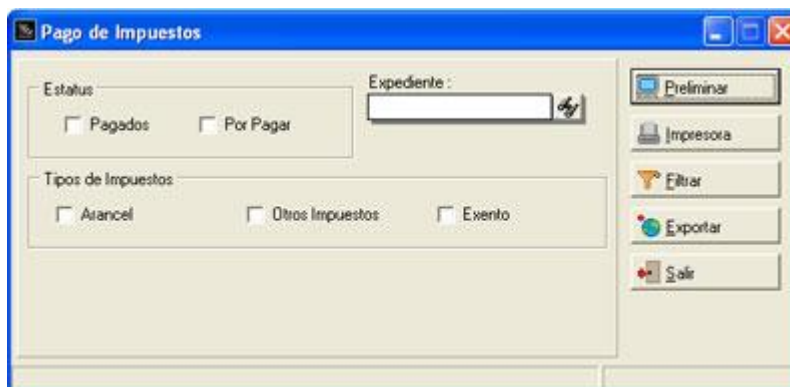 Pago de Impuestos
Estatus
Pagados
Por Pagar
Expediente :
Tipos de Impuestos
Arancel
Otros Impuestos
Exento
Preliminar
Impresora
Filtrar
Exportar
Salir